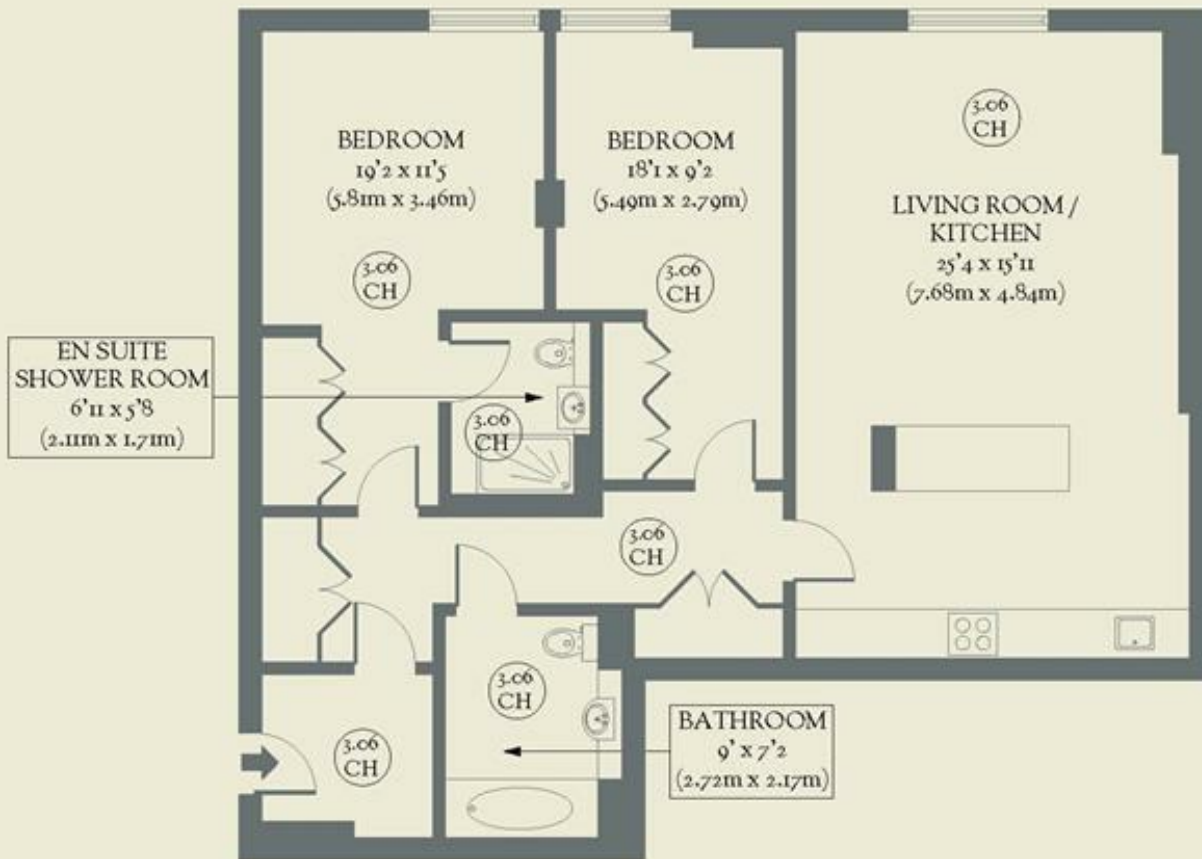 BEDROOM
19'2 x 11'5
(5.81m x 3.46m)
3.06
CH
BEDROOM
18'1 x 9'2
(5.49m x 2.79m)
3.06
CH
3.06
CH
LIVING ROOM /
KITCHEN
25'4 x 15'11
(7.68m x 4.84m)
EN SUITE
SHOWER ROOM
6'11 x 5'8
(2.11m x 1.71m)
3.06
CH
3.06
CH
3.06
CH
BATHROOM
9' x 7'2
(2.72m x 2.17m)
3.06
CH